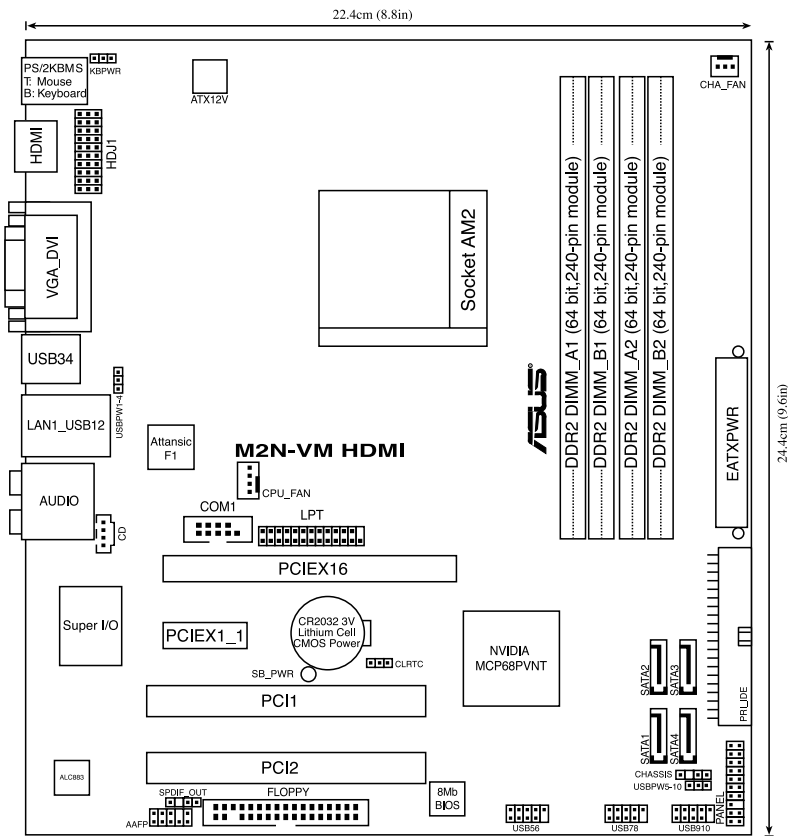 22.4cm (8.8in)
PS/2KBMS
T: Mouse
B: Keyboard
KBPWR
ATX12V
CHA_FAN
HDMI
HDJ1
VGA_DVI
Socket AM2
DDR2 DIMM_A1 (64 bit,240-pin module)
DDR2 DIMM_B1 (64 bit,240-pin module)
DDR2 DIMM_A2 (64 bit,240-pin module)
DDR2 DIMM_B2 (64 bit,240-pin module)
24.4cm (9.6in)
USB34
USBPW1-4
LAN1_USB12
Attansic
F1
M2N-VM HDMI
ASUS®
EATXPWR
CPU_FAN
AUDIO
CD
COM1
LPT
PCIEX16
Super I/O
PCIEX1_1
CR2032 3V
Lithium Cell
CMOS Power
CLRTC
SB_PWR
NVIDIA
MCP68PVNT
SATA2
SATA3
PRI_IDE
PCI1
SATA1
SATA4
PCI2
ALC883
CHASSIS
USBPW5-10
PANEL
SPDIF_OUT
FLOPPY
8Mb
BIOS
AAFP
USB56
USB78
USB910